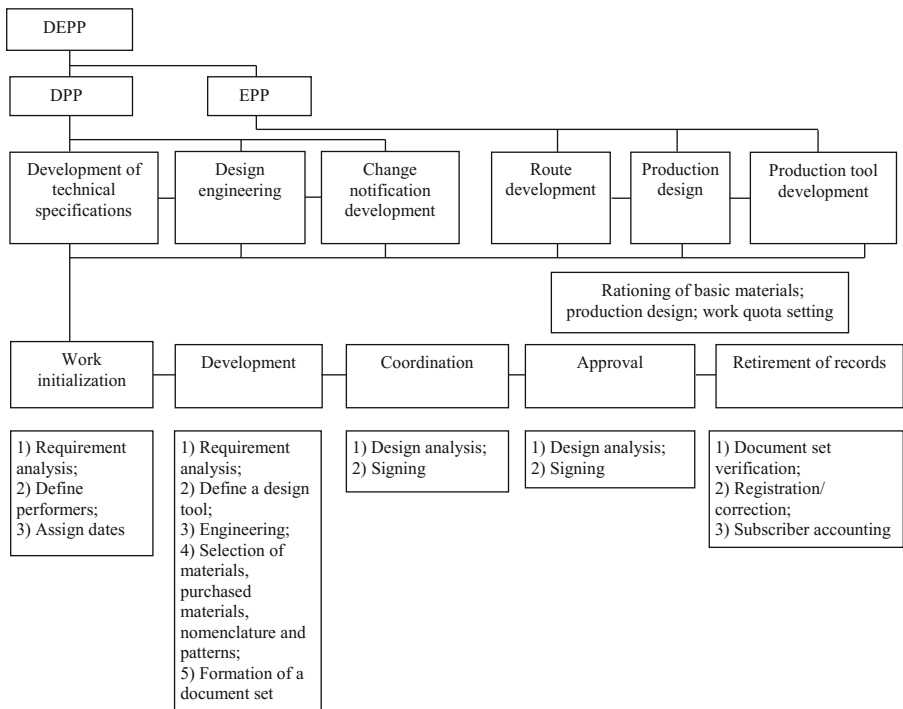 DEPP
DPP
EPP
Development of
technical
specifications
Design
engineering
Change
notification
development
Route
development
Production
design
Production tool
development
Rationing of basic materials;
production design; work quota setting
Work
initialization
Development
Coordination
Approval
Retirement of records
1) Requirement
analysis;
2) Define
performers;
3) Assign dates
1) Requirement
analysis;
2) Define a design
tool;
3) Engineering;
4) Selection of
materials,
purchased
materials,
nomenclature and
patterns;
5) Formation of a
document set
1) Design analysis;
2) Signing
1) Design analysis;
2) Signing
1) Document set
verification;
2) Registration/
correction;
3) Subscriber accounting